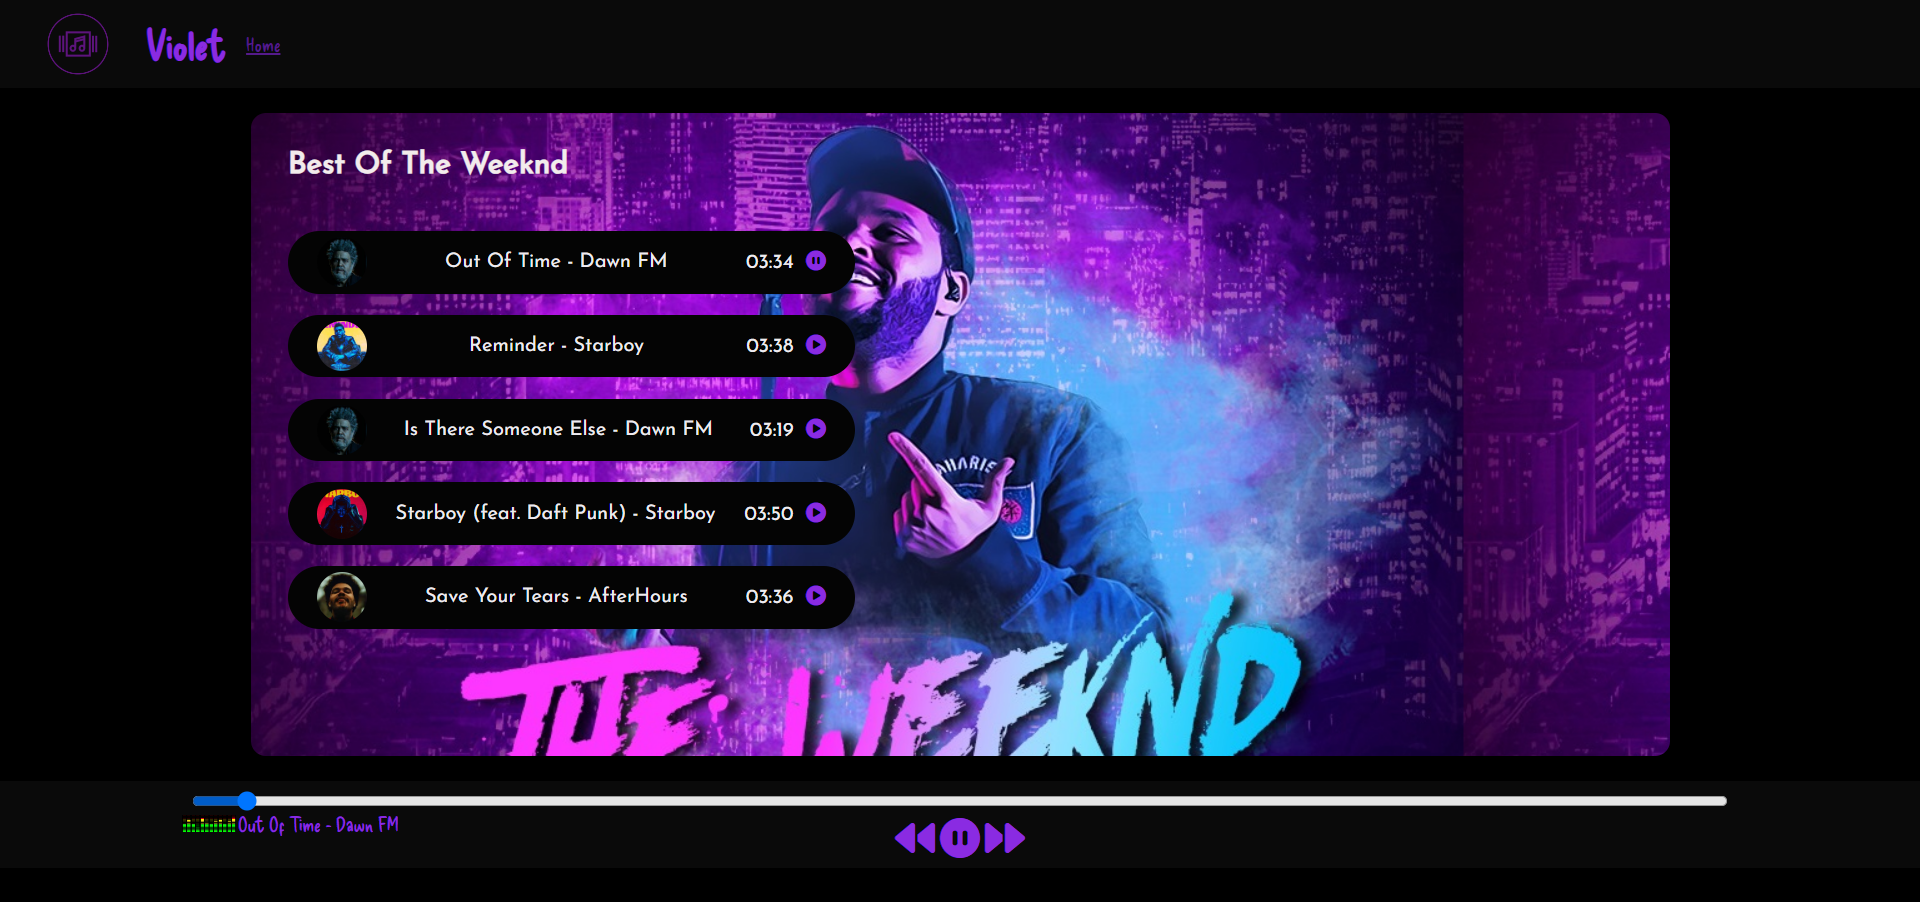 Violet Home
Best Of The Weeknd
Out Of Time - Dawn FM 03:34
Reminder - Starboy 03:38
Is There Someone Else - Dawn FM 03:19
Starboy (feat. Daft Punk) - Starboy 03:50
Save Your Tears - AfterHours 03:36
THE WEEKND
Out Of Time - Dawn FM